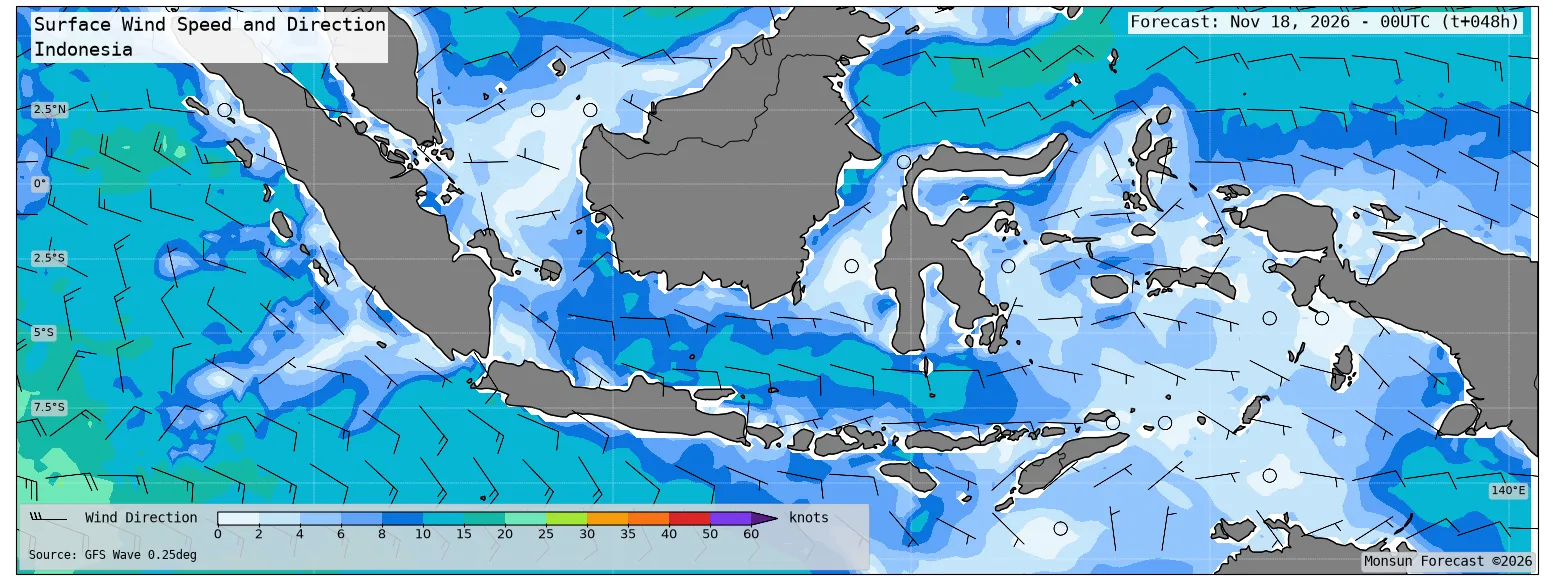 Surface Wind Speed and Direction
Indonesia
Forecast: Nov 18, 2026 - 00UTC (t+048h)
2.5°N
0°
2.5°S
5°S
7.5°S
140°E
Wind Direction
knots
0 2 4 6 8 10 15 20 25 30 35 40 50 60
Source: GFS Wave 0.25deg
Monsun Forecast ©2026